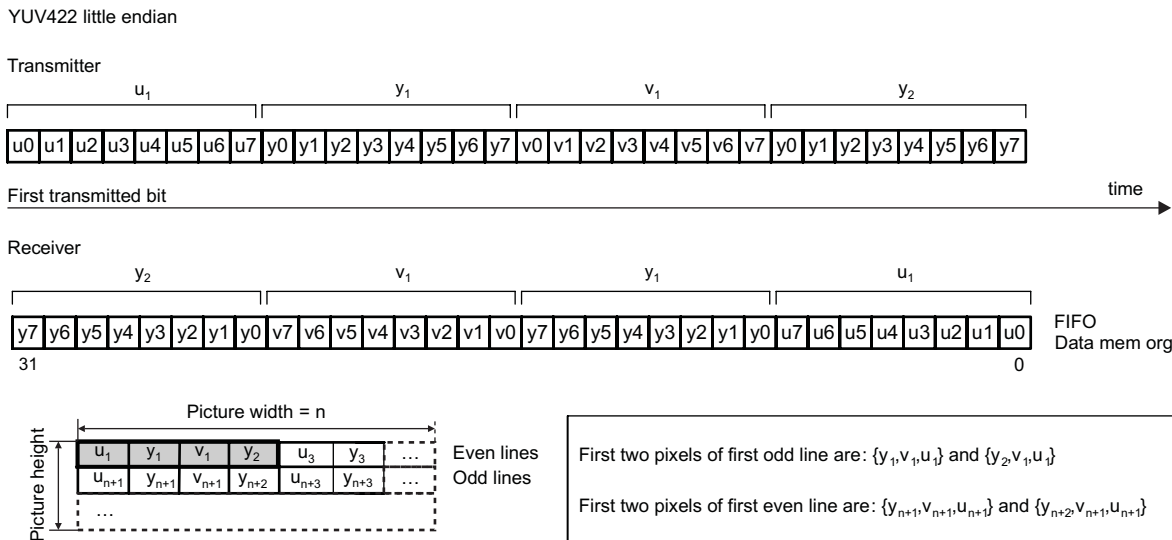 YUV422 little endian
Transmitter
u₁ y₁ v₁ y₂
u0 u1 u2 u3 u4 u5 u6 u7 y0 y1 y2 y3 y4 y5 y6 y7 v0 v1 v2 v3 v4 v5 v6 v7 y0 y1 y2 y3 y4 y5 y6 y7
First transmitted bit time
Receiver
y₂ v₁ y₁ u₁
y7 y6 y5 y4 y3 y2 y1 y0 v7 v6 v5 v4 v3 v2 v1 v0 y7 y6 y5 y4 y3 y2 y1 y0 u7 u6 u5 u4 u3 u2 u1 u0 FIFO
Data mem org
31 0
Picture width = n
Picture height
u₁ y₁ v₁ y₂ u₃ y₃ ... Even lines
uₙ₊₁ yₙ₊₁ vₙ₊₁ yₙ₊₂ uₙ₊₃ yₙ₊₃ ... Odd lines
...
First two pixels of first odd line are: {y₁,v₁,u₁} and {y₂,v₁,u₁}
First two pixels of first even line are: {yₙ₊₁,vₙ₊₁,uₙ₊₁} and {yₙ₊₂,vₙ₊₁,uₙ₊₁}